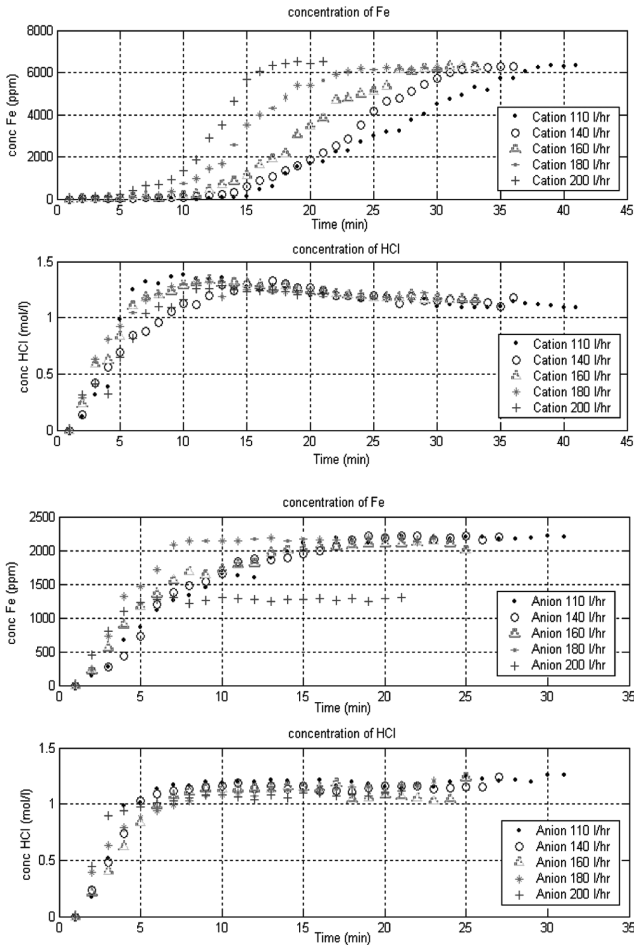 concentration of Fe
conc Fe (ppm)
8000
6000
4000
2000
0
0 5 10 15 20 25 30 35 40 45
Time (min)
Cation 110 l/hr
Cation 140 l/hr
Cation 160 l/hr
Cation 180 l/hr
Cation 200 l/hr
concentration of HCl
conc HCl (mol/l)
1.5
1
0.5
0
0 5 10 15 20 25 30 35 40 45
Time (min)
Cation 110 l/hr
Cation 140 l/hr
Cation 160 l/hr
Cation 180 l/hr
Cation 200 l/hr
concentration of Fe
conc Fe (ppm)
2500
2000
1500
1000
500
0
0 5 10 15 20 25 30 35
Time (min)
Anion 110 l/hr
Anion 140 l/hr
Anion 160 l/hr
Anion 180 l/hr
Anion 200 l/hr
concentration of HCl
conc HCl (mol/l)
1.5
1
0.5
0
0 5 10 15 20 25 30 35
Time (min)
Anion 110 l/hr
Anion 140 l/hr
Anion 160 l/hr
Anion 180 l/hr
Anion 200 l/hr